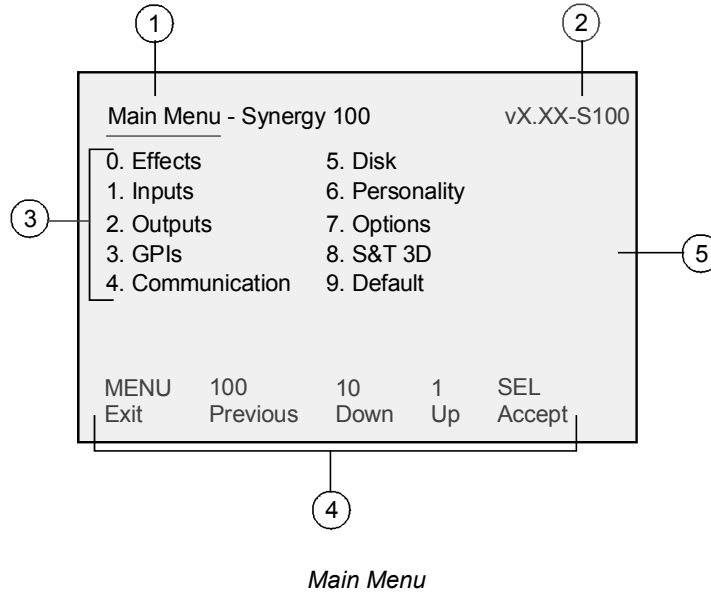 1 2
Main Menu - Synergy 100 vX.XX-S100
0. Effects 5. Disk
1. Inputs 6. Personality
2. Outputs 7. Options
3. GPIs 8. S&T 3D
4. Communication 9. Default
3
5
MENU 100 10 1 SEL
Exit Previous Down Up Accept
4
Main Menu